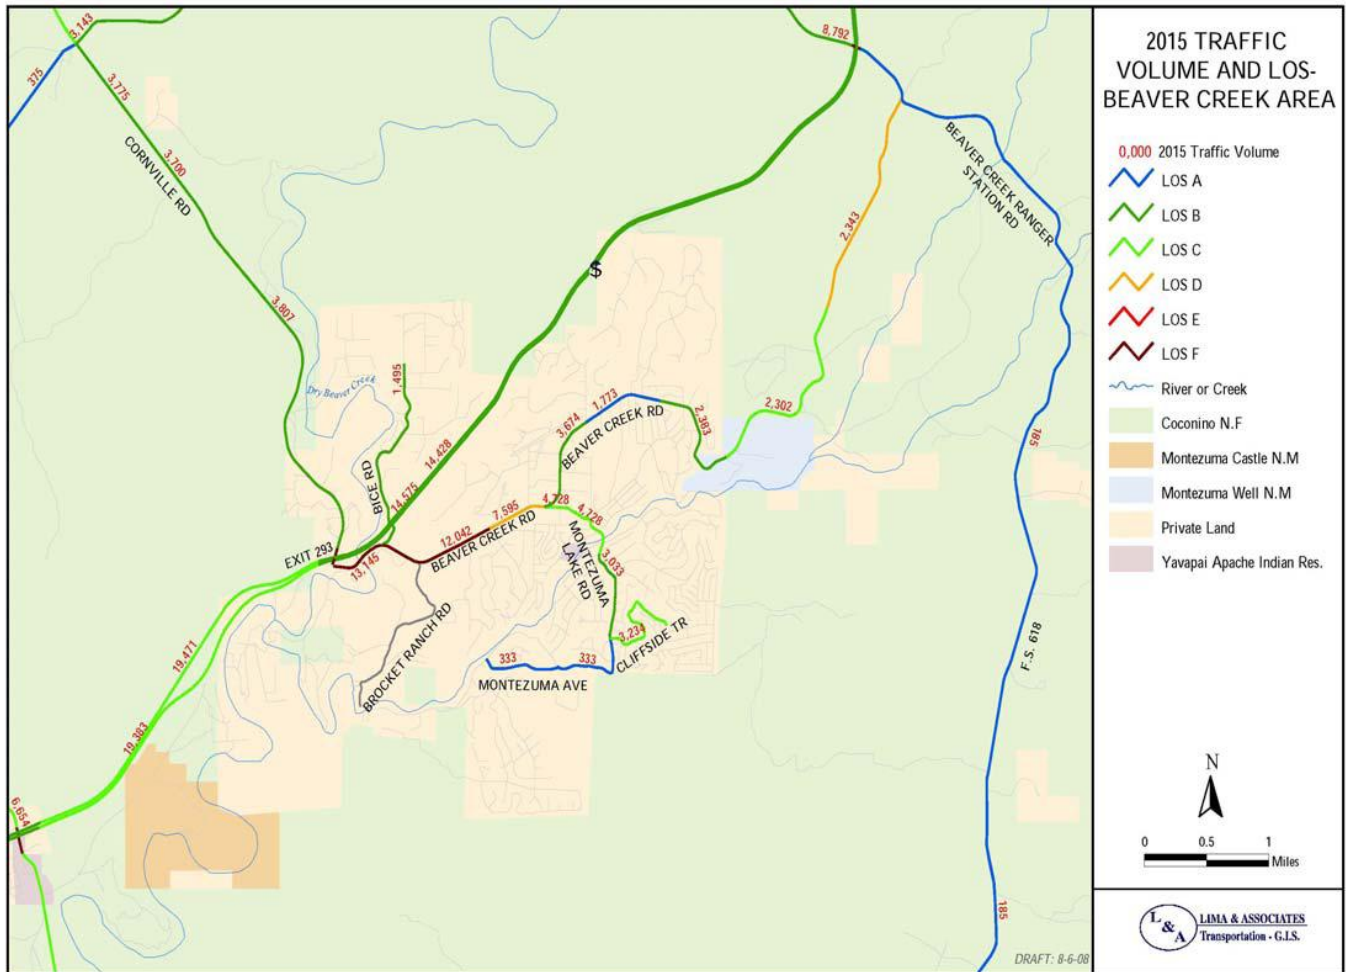 3,143
375
3,775
3,700
CORNVILLE RD
3,807
8,792
BEAVER CREEK RANGER
STATION RD
2,343
$
Dry Beaver Creek
1,495
BICE RD
14,428
14,575
3,674
1,773
BEAVER CREEK RD
2,383
2,302
185
EXIT 293
13,145
12,042
7,595
BEAVER CREEK RD
4,728
4,728
MONTEZUMA
LAKE RD
3,033
3,234
CLIFFSIDE TR
BROCKET RANCH RD
333
333
MONTEZUMA AVE
F.S. 618
19,471
19,383
6,654
185
DRAFT: 8-6-08
2015 TRAFFIC
VOLUME AND LOS-
BEAVER CREEK AREA
0,000 2015 Traffic Volume
LOS A
LOS B
LOS C
LOS D
LOS E
LOS F
River or Creek
Coconino N.F
Montezuma Castle N.M
Montezuma Well N.M
Private Land
Yavapai Apache Indian Res.
N
0 0.5 1
Miles
L & A
LIMA & ASSOCIATES
Transportation - G.I.S.